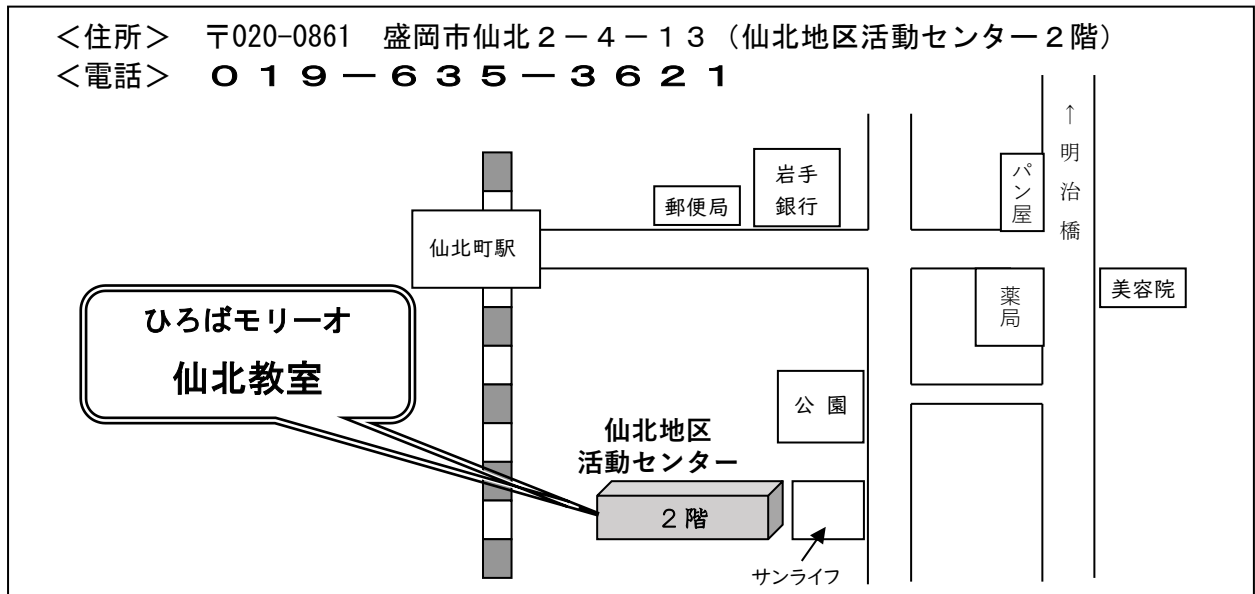 ＜住所＞　〒020-0861　盛岡市仙北２－４－１３（仙北地区活動センター２階）
＜電話＞　０１９－６３５－３６２１
↑明治橋
岩手
銀行
パン屋
郵便局
仙北町駅
薬局
美容院
ひろばモリーオ
仙北教室
公園
仙北地区
活動センター
２階
サンライフ